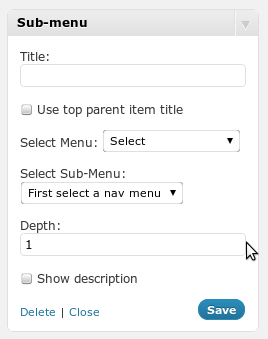 Sub-menu
Title:
Use top parent item title
Select Menu: Select
Select Sub-Menu:
First select a nav menu
Depth:
1
Show description
Delete | Close Save